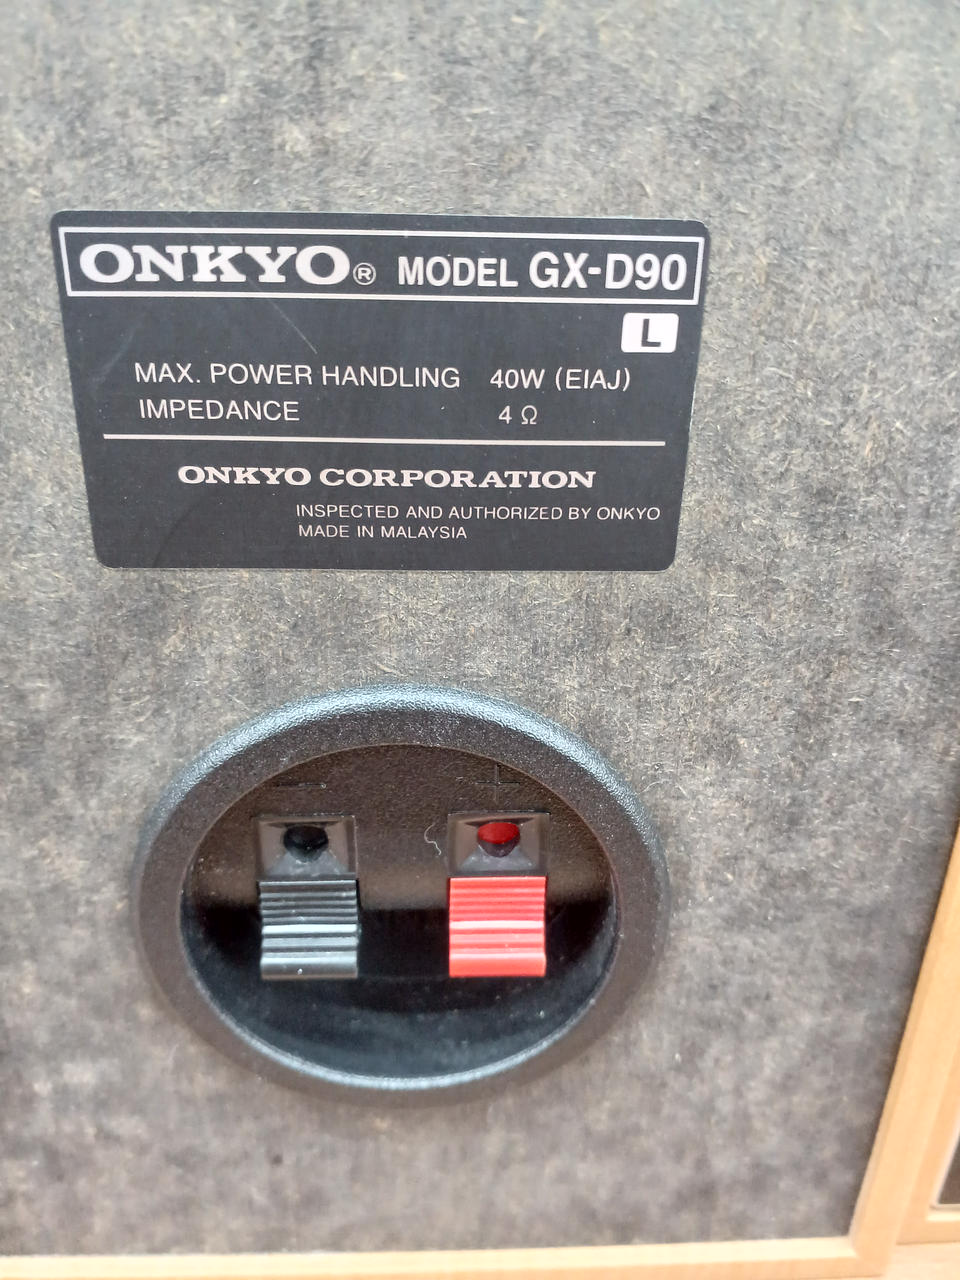 ONKYO® MODEL GX-D90
L
MAX. POWER HANDLING 40W (EIAJ)
IMPEDANCE 4 Ω
ONKYO CORPORATION
INSPECTED AND AUTHORIZED BY ONKYO
MADE IN MALAYSIA
− +